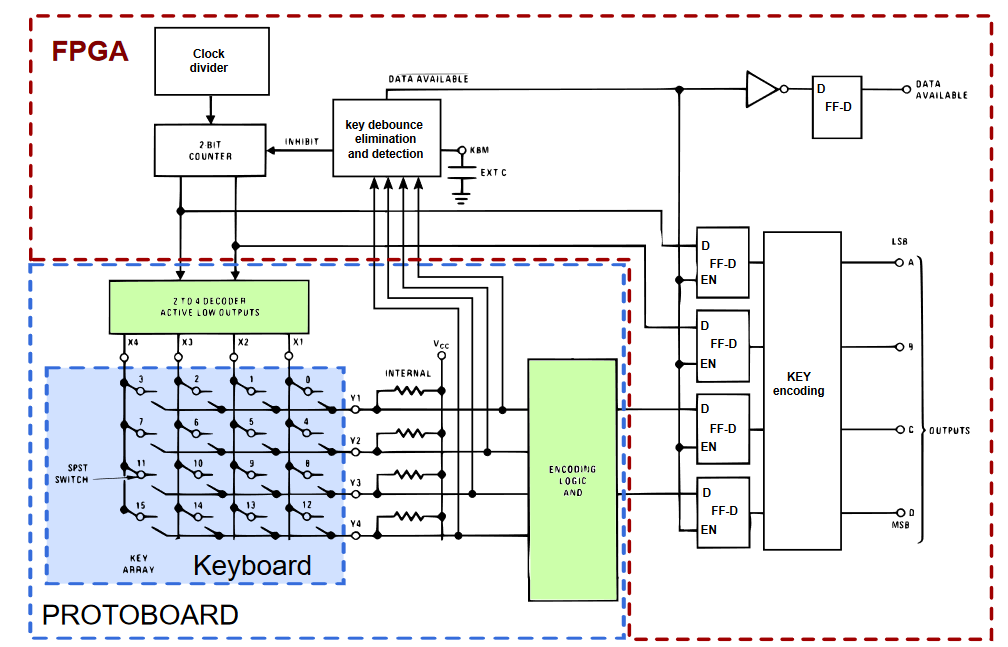 FPGA
Clock
divider
2-BIT
COUNTER
INHIBIT
DATA AVAILABLE
key debounce
elimination
and detection
KBM
EXT C
D
FF-D
DATA
AVAILABLE
D
FF-D
EN
D
FF-D
EN
D
FF-D
EN
D
FF-D
EN
KEY
encoding
LSB
A
B
C
D
MSB
OUTPUTS
2 TO 4 DECODER
ACTIVE LOW OUTPUTS
X4 X3 X2 X1
VCC
INTERNAL
3 2 1 0
Y1
7 6 5 4
Y2
11 10 9 8
Y3
15 14 13 12
Y4
SPST
SWITCH
KEY
ARRAY
Keyboard
ENCODING
LOGIC
AND
PROTOBOARD